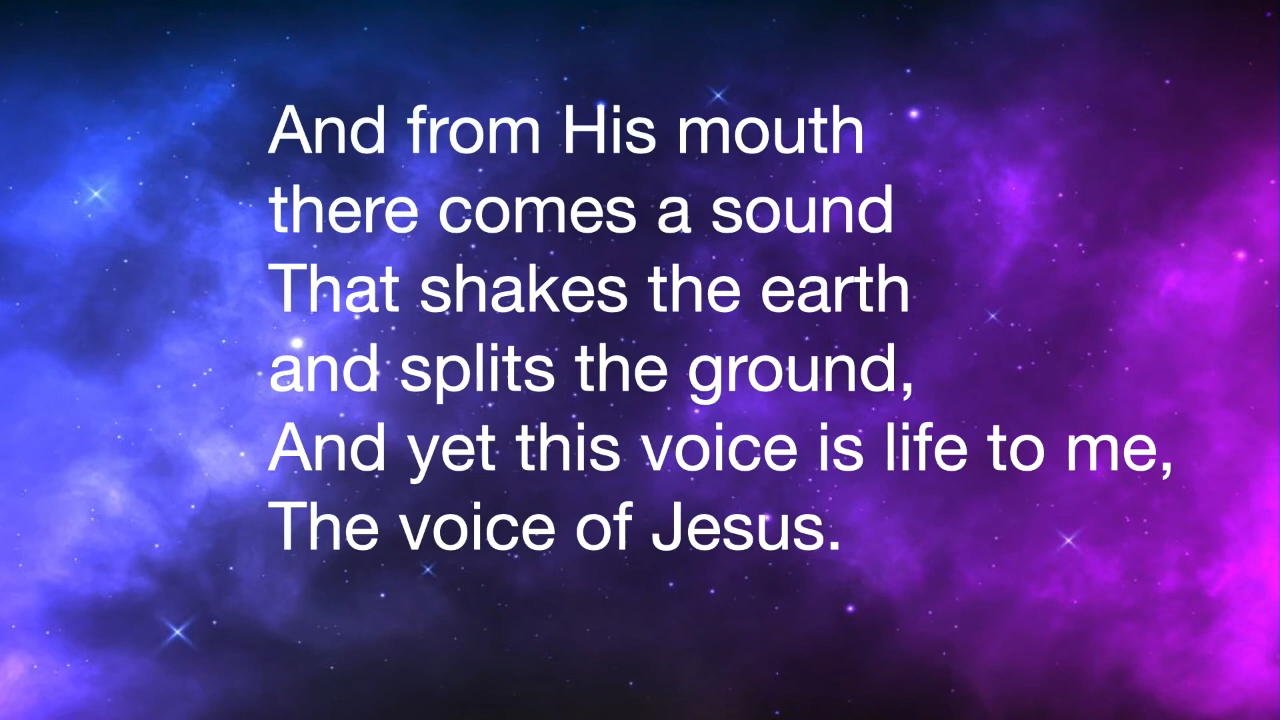 And from His mouth
there comes a sound
That shakes the earth
and splits the ground,
And yet this voice is life to me,
The voice of Jesus.